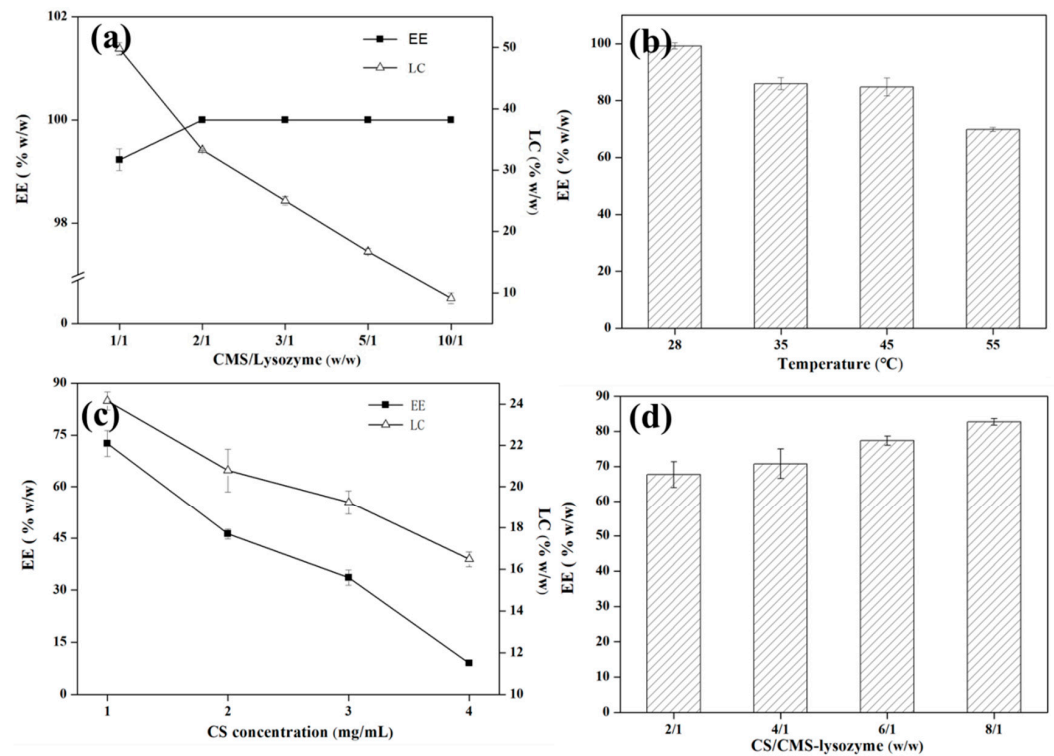 (a)
EE
LC
102
100
98
0
EE ( % w/w)
50
40
30
20
10
LC (% w/w)
1/1 2/1 3/1 5/1 10/1
CMS/Lysozyme (w/w)
(b)
100
80
60
40
20
0
EE ( % w/w)
28 35 45 55
Temperature (°C)
(c)
EE
LC
90
75
60
45
30
15
0
EE ( % w/w)
24
22
20
18
16
14
12
10
LC (% w/w)
1 2 3 4
CS concentration (mg/mL)
(d)
90
80
70
60
50
40
30
20
10
0
EE ( % w/w)
2/1 4/1 6/1 8/1
CS/CMS-lysozyme (w/w)